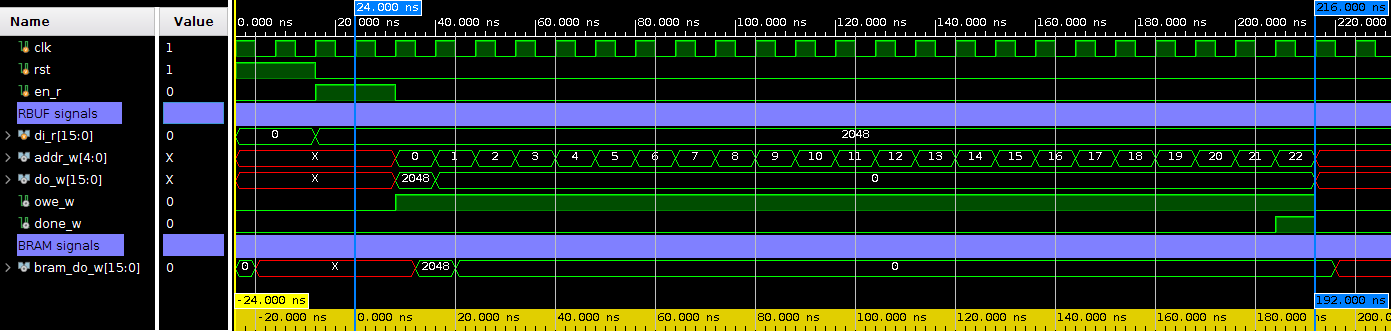 24.000 ns 216.000 ns
Name Value 0.000 ns 20.000 ns 40.000 ns 60.000 ns 80.000 ns 100.000 ns 120.000 ns 140.000 ns 160.000 ns 180.000 ns 200.000 ns 220.000
clk 1
rst 1
en_r 0
RBUF signals
di_r[15:0] 0 0 2048
addr_w[4:0] X X 0 1 2 3 4 5 6 7 8 9 10 11 12 13 14 15 16 17 18 19 20 21 22
do_w[15:0] X X 2048 0
owe_w 0
done_w 0
BRAM signals
bram_do_w[15:0] 0 0 X 2048 0
-24.000 ns 192.000 ns
-20.000 ns 0.000 ns 20.000 ns 40.000 ns 60.000 ns 80.000 ns 100.000 ns 120.000 ns 140.000 ns 160.000 ns 180.000 ns 200.0